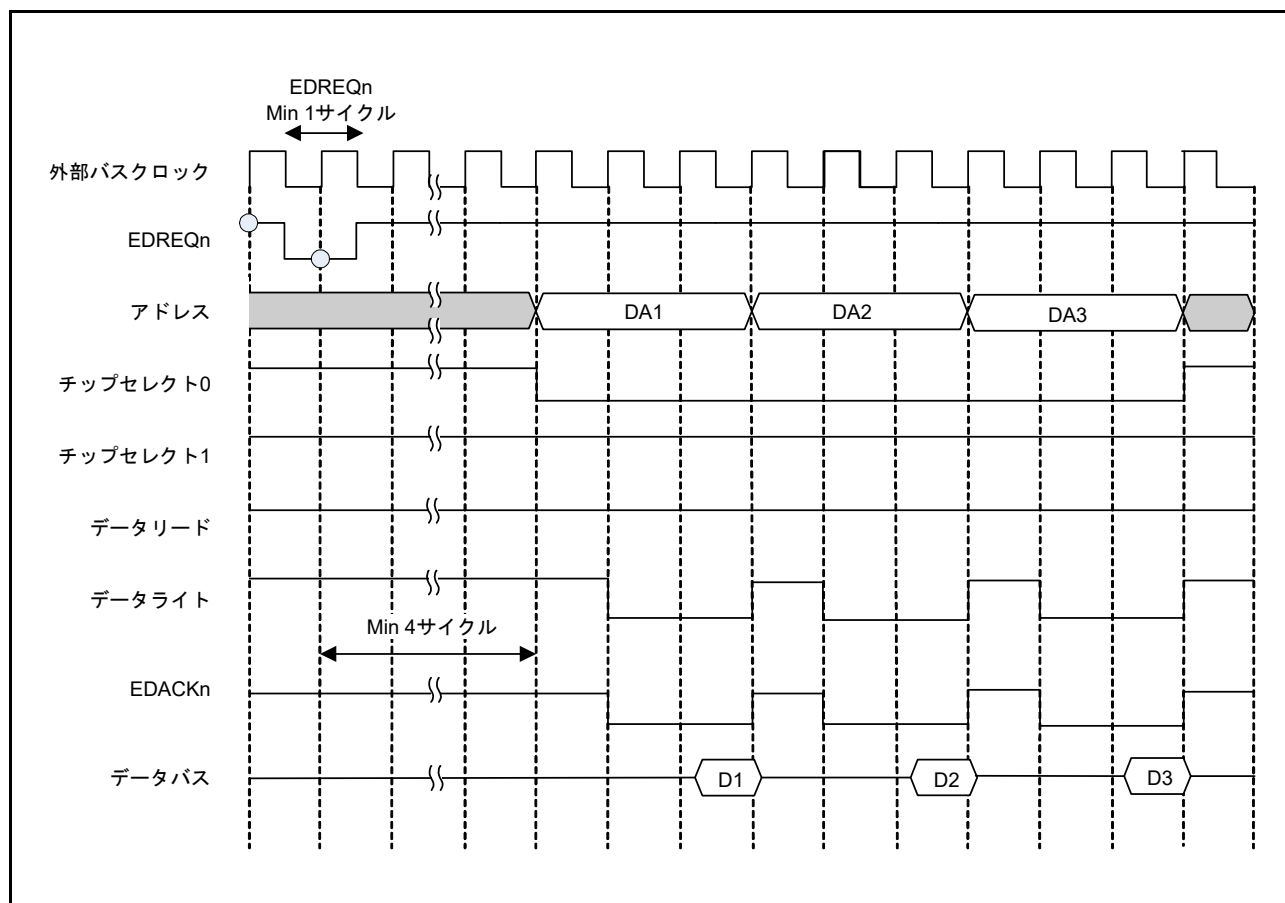 EDREQn
Min 1サイクル
外部バスクロック
EDREQn
アドレス
DA1
DA2
DA3
チップセレクト0
チップセレクト1
データリード
データライト
Min 4サイクル
EDACKn
データバス
D1
D2
D3